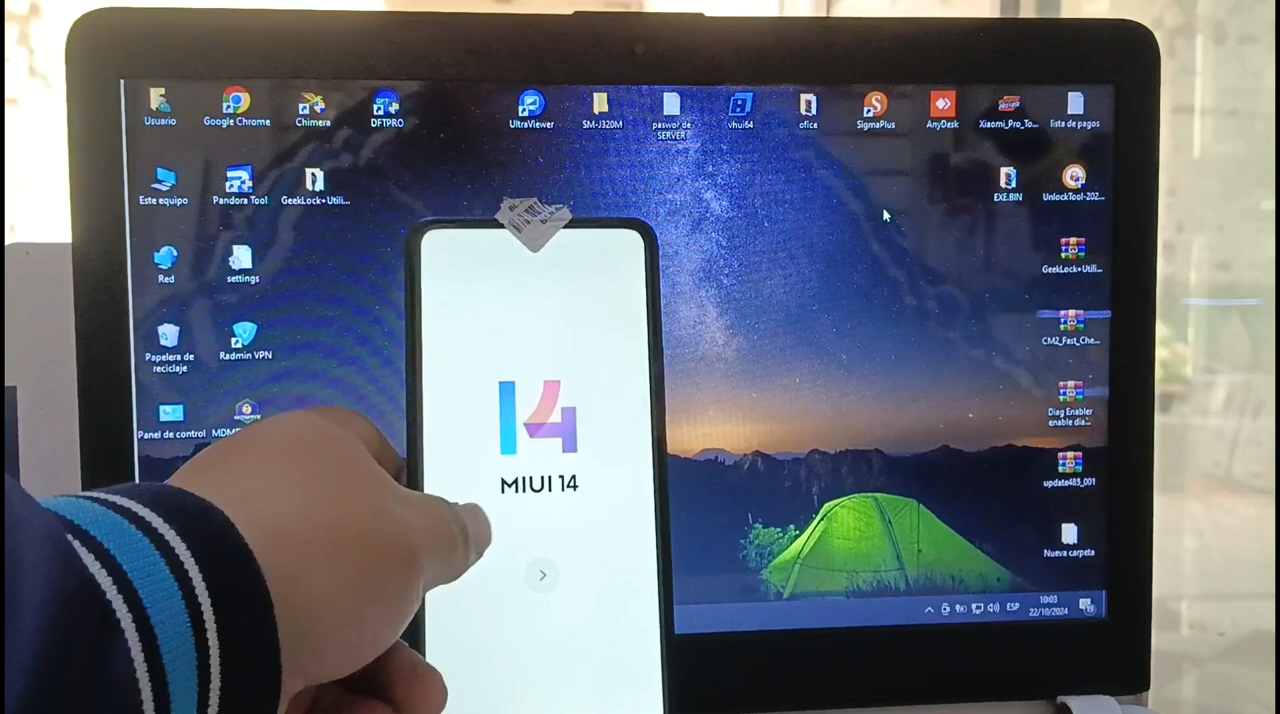 Usuario
Google Chrome
Chimera
DFT
DFTPRO
UltraViewer
SM-J320M
paswor de
SERVER
vhui64
ofice
SigmaPlus
AnyDesk
Xiaomi_Pro_To...
lista de pagos
Este equipo
Pandora Tool
GeekLock+Utili...
EXE.BIN
UnlockTool-202...
Red
settings
GeekLock+Utili...
Papelera de
reciclaje
Radmin VPN
CM2_Fast_Che...
Panel de control
Diag Enabler
enable dia...
14
MIUI 14
update485_001
Nueva carpeta
ESP
10:03
22/10/2024
19